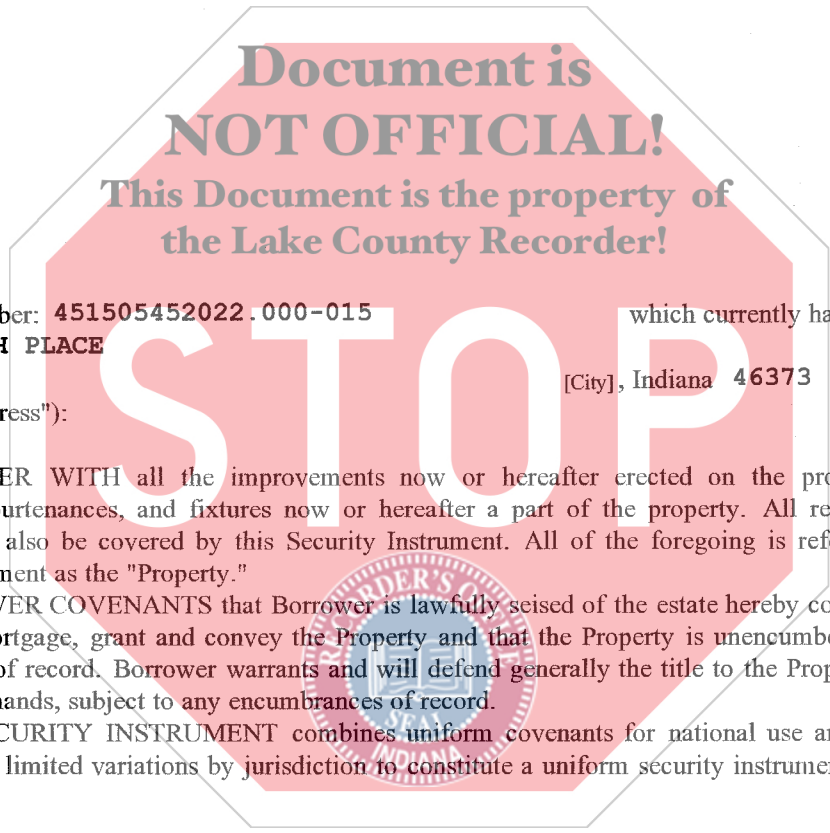 Document is
NOT OFFICIAL!
This Document is the property of
the Lake County Recorder!
ber: 451505452022.000-015 which currently ha
H PLACE
[City], Indiana 46373
ress"):
STOP
ER WITH all the improvements now or hereafter erected on the pro
urtenances, and fixtures now or hereafter a part of the property. All re
also be covered by this Security Instrument. All of the foregoing is refe
ment as the "Property."
VER COVENANTS that Borrower is lawfully seised of the estate hereby co
ortgage, grant and convey the Property and that the Property is unencumbe
of record. Borrower warrants and will defend generally the title to the Prop
nands, subject to any encumbrances of record.
CURITY INSTRUMENT combines uniform covenants for national use an
limited variations by jurisdiction to constitute a uniform security instrumen
RECORDER'S OFFICE
SEAL
INDIANA